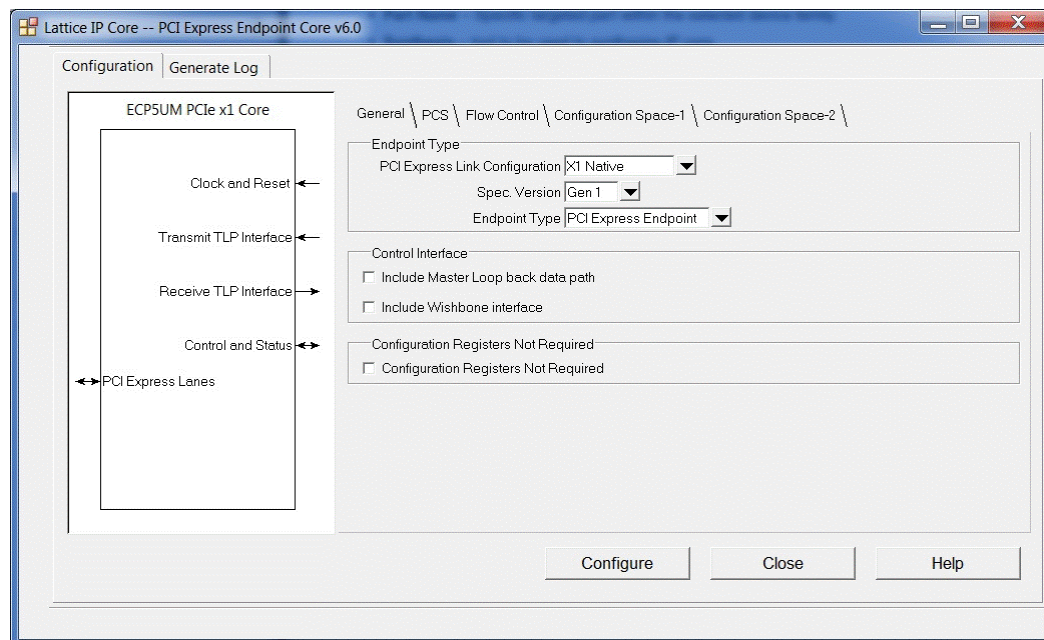 Lattice IP Core -- PCI Express Endpoint Core v6.0
Configuration
Generate Log
ECP5UM PCIe x1 Core
Clock and Reset
Transmit TLP Interface
Receive TLP Interface
Control and Status
PCI Express Lanes
General \ PCS \ Flow Control \ Configuration Space-1 \ Configuration Space-2 \
Endpoint Type
PCI Express Link Configuration X1 Native
Spec. Version Gen 1
Endpoint Type PCI Express Endpoint
Control Interface
Include Master Loop back data path
Include Wishbone interface
Configuration Registers Not Required
Configuration Registers Not Required
Configure
Close
Help